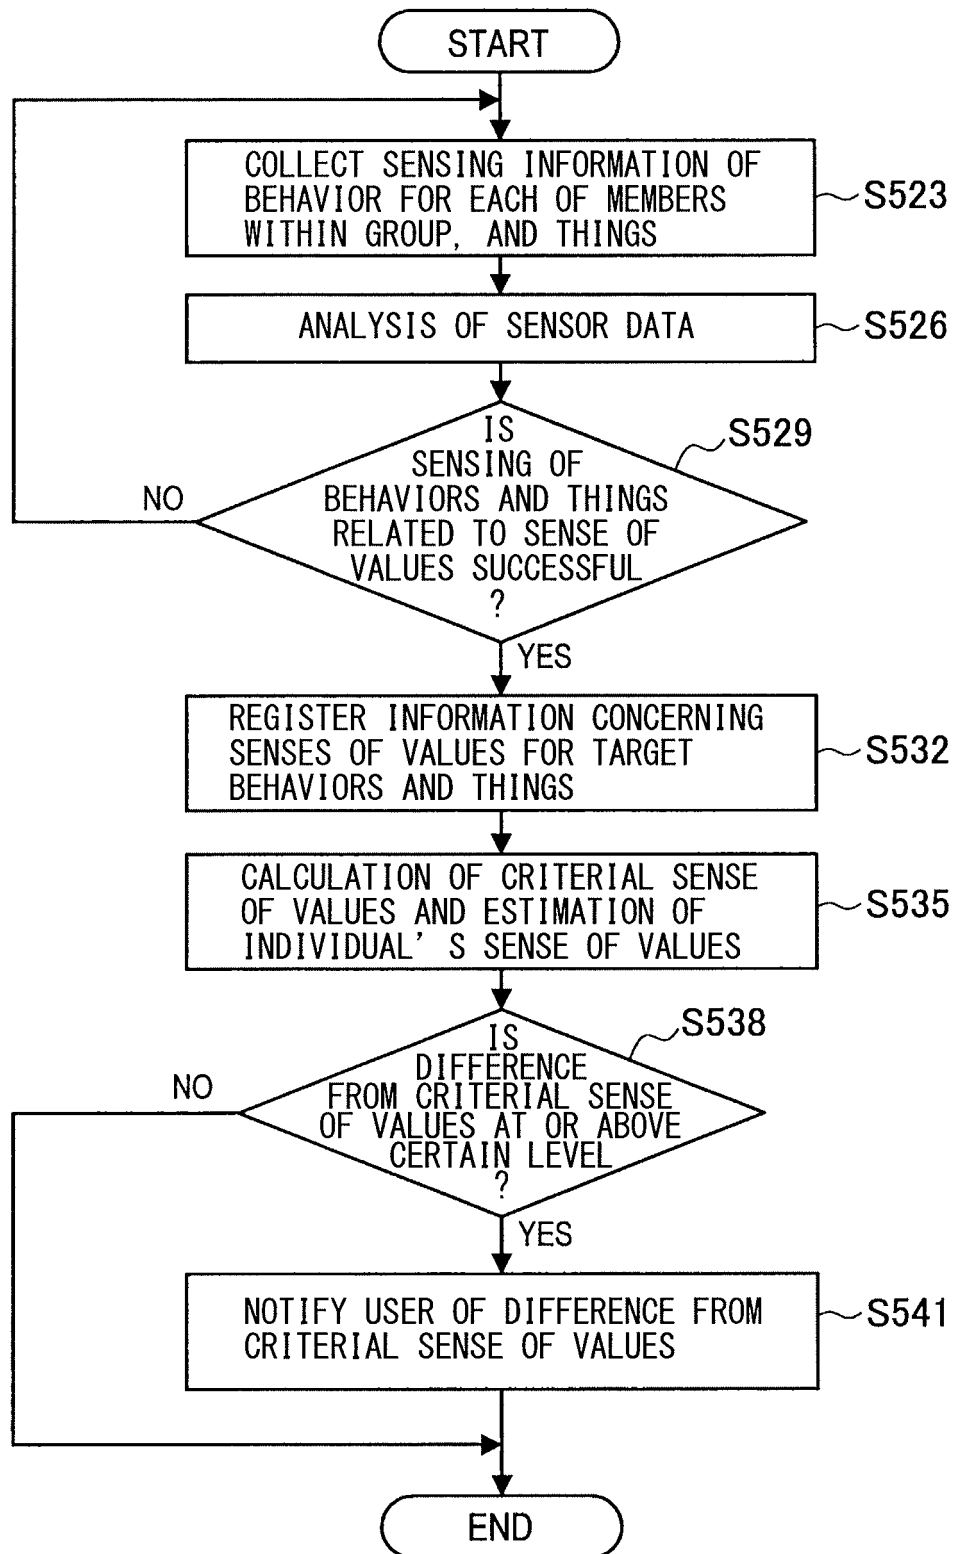 START
COLLECT SENSING INFORMATION OF
BEHAVIOR FOR EACH OF MEMBERS
WITHIN GROUP, AND THINGS
S523
ANALYSIS OF SENSOR DATA
S526
IS
SENSING OF
BEHAVIORS AND THINGS
RELATED TO SENSE OF
VALUES SUCCESSFUL
?
S529
NO
YES
REGISTER INFORMATION CONCERNING
SENSES OF VALUES FOR TARGET
BEHAVIORS AND THINGS
S532
CALCULATION OF CRITERIAL SENSE
OF VALUES AND ESTIMATION OF
INDIVIDUAL' S SENSE OF VALUES
S535
IS
DIFFERENCE
FROM CRITERIAL SENSE
OF VALUES AT OR ABOVE
CERTAIN LEVEL
?
S538
NO
YES
NOTIFY USER OF DIFFERENCE FROM
CRITERIAL SENSE OF VALUES
S541
END